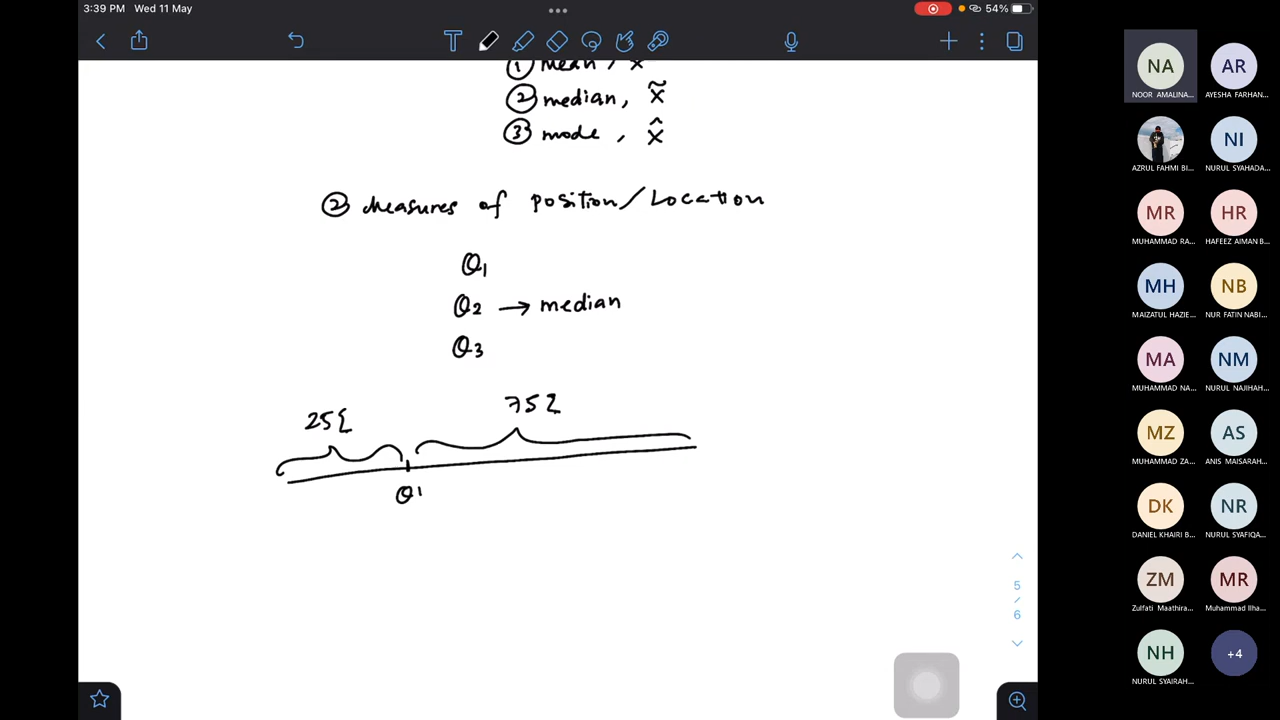 3:39 PM Wed 11 May
54%
① mean, x
② median, x̃
③ mode, x̂
② Measures of position/Location
Q1
Q2 → median
Q3
25%
75%
Q1
5
/
6
NA
NOOR AMALINA...
AR
AYESHA FARHAN...
AZRUL FAHMI BI...
NI
NURUL SYAHADA...
MR
MUHAMMAD RA...
HR
HAFEEZ AIMAN B...
MH
MAIZATUL HAZIE...
NB
NUR FATIN NABI...
MA
MUHAMMAD NA...
NM
NURUL NAJIHAH...
MZ
MUHAMMAD ZA...
AS
ANIS MAISARAH...
DK
DANIEL KHAIRI B...
NR
NURUL SYAFIQA...
ZM
Zulfati Maathira...
MR
Muhammad Ilha...
NH
NURUL SYAIRAH...
+4